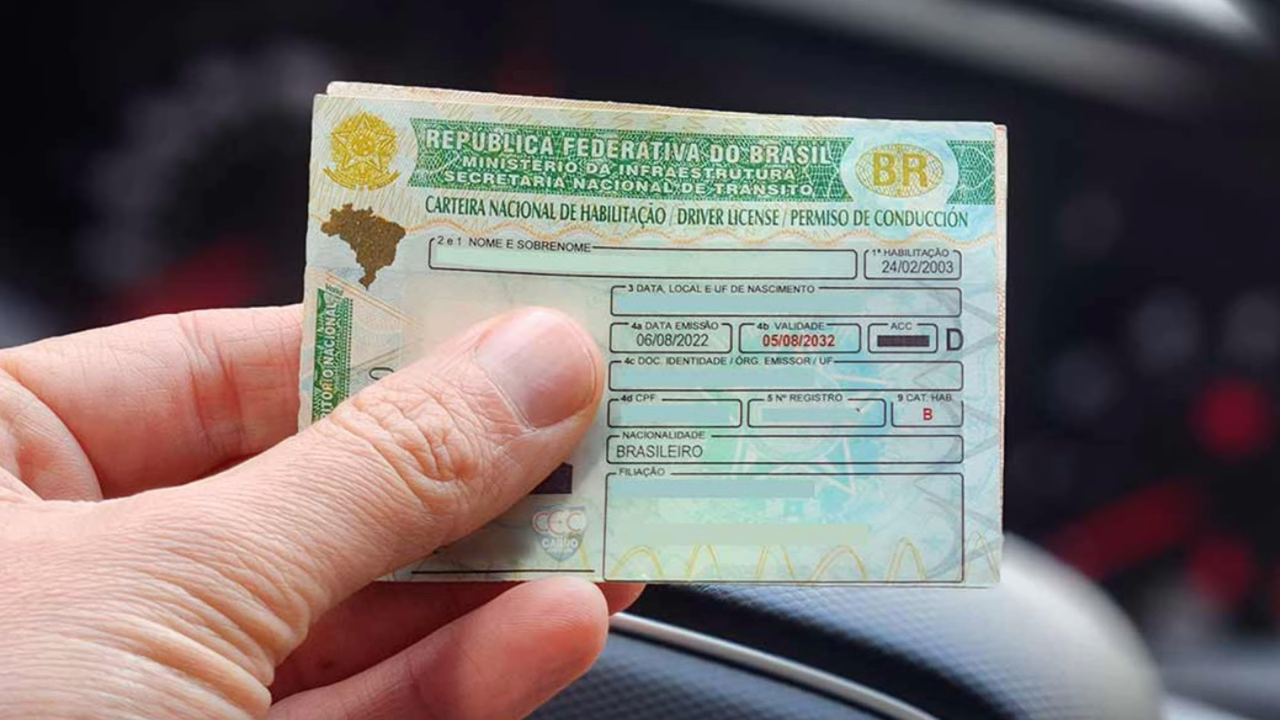 REPÚBLICA FEDERATIVA DO BRASIL
MINISTÉRIO DA INFRAESTRUTURA
SECRETARIA NACIONAL DE TRÂNSITO
BR
CARTEIRA NACIONAL DE HABILITAÇÃO / DRIVER LICENSE / PERMISO DE CONDUCCIÓN
2 e 1 NOME E SOBRENOME
1ª HABILITAÇÃO
24/02/2003
3 DATA, LOCAL E UF DE NASCIMENTO
4a DATA EMISSÃO
06/08/2022
4b VALIDADE
05/08/2032
ACC
D
4c DOC. IDENTIDADE / ÓRG. EMISSOR / UF
4d CPF
5 Nº REGISTRO
9 CAT. HAB.
B
NACIONALIDADE
BRASILEIRO
FILIAÇÃO
NACIONAL
CARRO